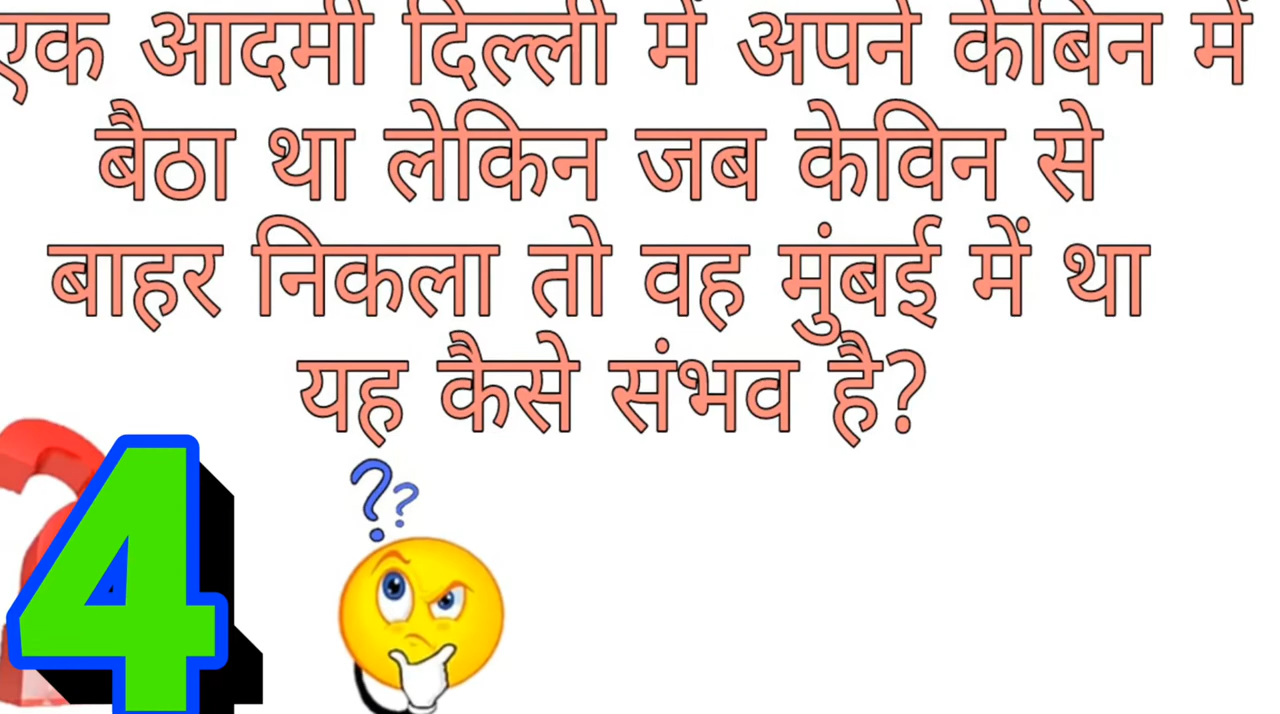 एक आदमी दिल्ली में अपने केबिन में
बैठा था लेकिन जब केविन से
बाहर निकला तो वह मुंबई में था
यह कैसे संभव है?
??
4